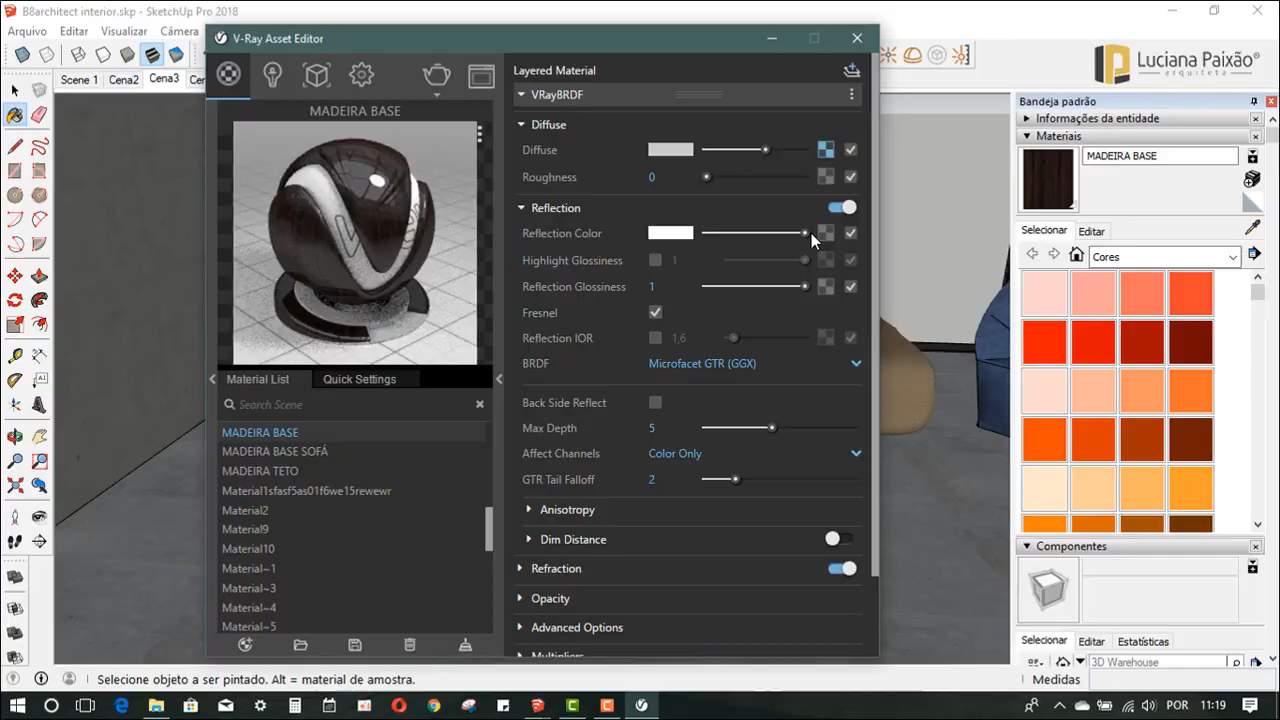 B8architect interior.skp - SketchUp Pro 2018
Arquivo
Editar
Visualizar
Câmera
Scene 1
Cena2
Cena3
V-Ray Asset Editor
MADEIRA BASE
Material List
Quick Settings
Search Scene
MADEIRA BASE
MADEIRA BASE SOFÁ
MADEIRA TETO
Material1sfasf5as01f6we15rewewr
Material2
Material9
Material10
Material~1
Material~3
Material~4
Material~5
Layered Material
VRayBRDF
Diffuse
Diffuse
Roughness 0
Reflection
Reflection Color
Highlight Glossiness 1
Reflection Glossiness 1
Fresnel
Reflection IOR 1,6
BRDF Microfacet GTR (GGX)
Back Side Reflect
Max Depth 5
Affect Channels Color Only
GTR Tail Falloff 2
Anisotropy
Dim Distance
Refraction
Opacity
Advanced Options
Multipliers
Luciana Paixão
arquiteta
Bandeja padrão
Informações da entidade
Materiais
MADEIRA BASE
Selecionar
Editar
Cores
Componentes
Selecionar
Editar
Estatísticas
3D Warehouse
Selecione objeto a ser pintado. Alt = material de amostra.
Medidas
POR
11:19